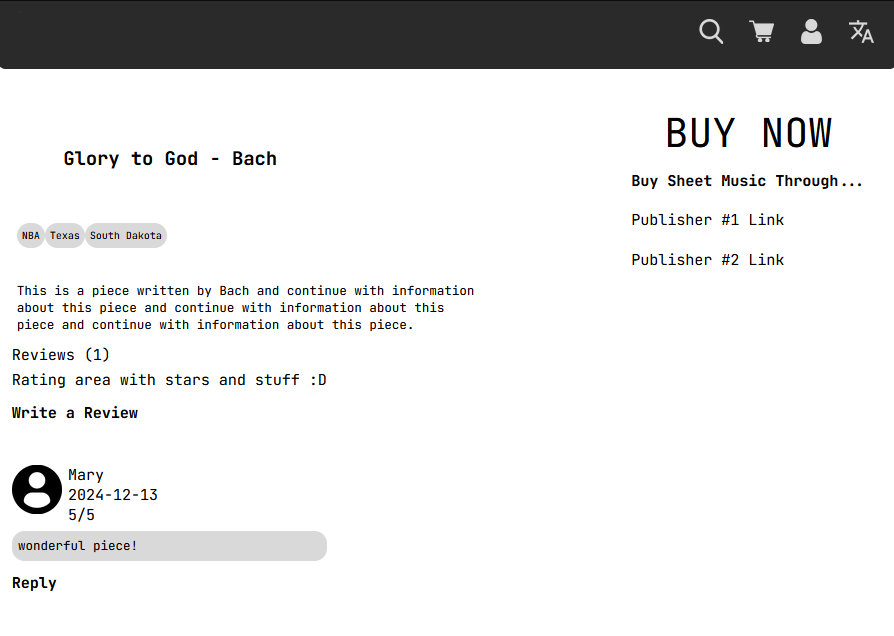 Glory to God - Bach
NBA Texas South Dakota
This is a piece written by Bach and continue with information
about this piece and continue with information about this
piece and continue with information about this piece.
Reviews (1)
Rating area with stars and stuff :D
Write a Review
Mary
2024-12-13
5/5
wonderful piece!
Reply
BUY NOW
Buy Sheet Music Through...
Publisher #1 Link
Publisher #2 Link